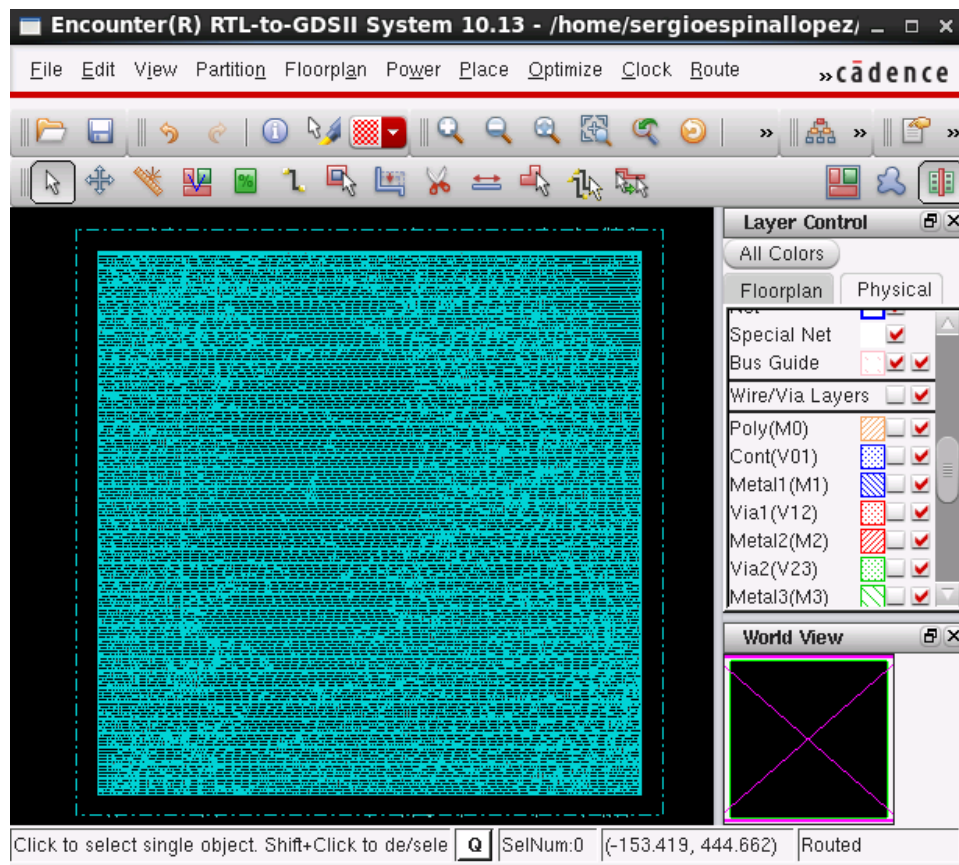 Encounter(R) RTL-to-GDSII System 10.13 - /home/sergioespinallopez/
File Edit View Partition Floorplan Power Place Optimize Clock Route » cādence
» » »
Layer Control
All Colors
Floorplan Physical
Special Net
Bus Guide
Wire/Via Layers
Poly(M0)
Cont(V01)
Metal1(M1)
Via1(V12)
Metal2(M2)
Via2(V23)
Metal3(M3)
World View
Click to select single object. Shift+Click to de/sele Q SelNum:0 (-153.419, 444.662) Routed